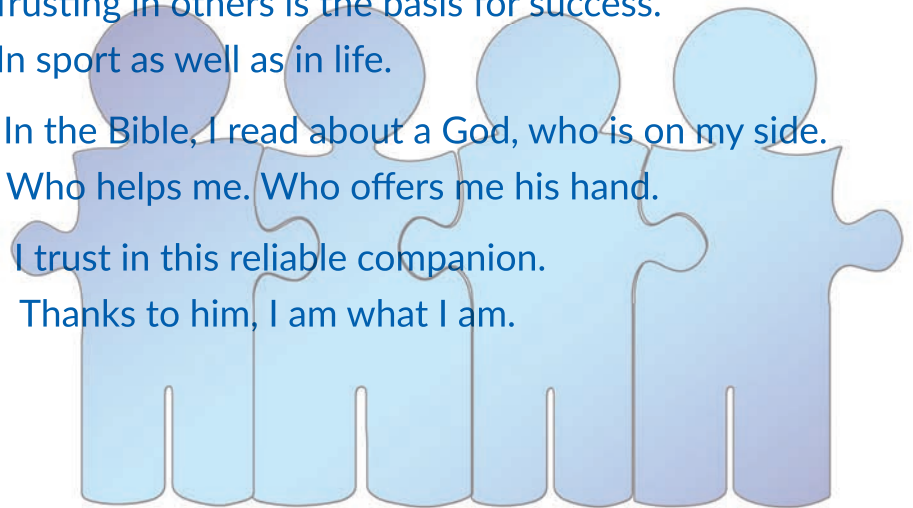 Trusting in others is the basis for success.
In sport as well as in life.
In the Bible, I read about a God, who is on my side.
Who helps me. Who offers me his hand.
I trust in this reliable companion.
Thanks to him, I am what I am.